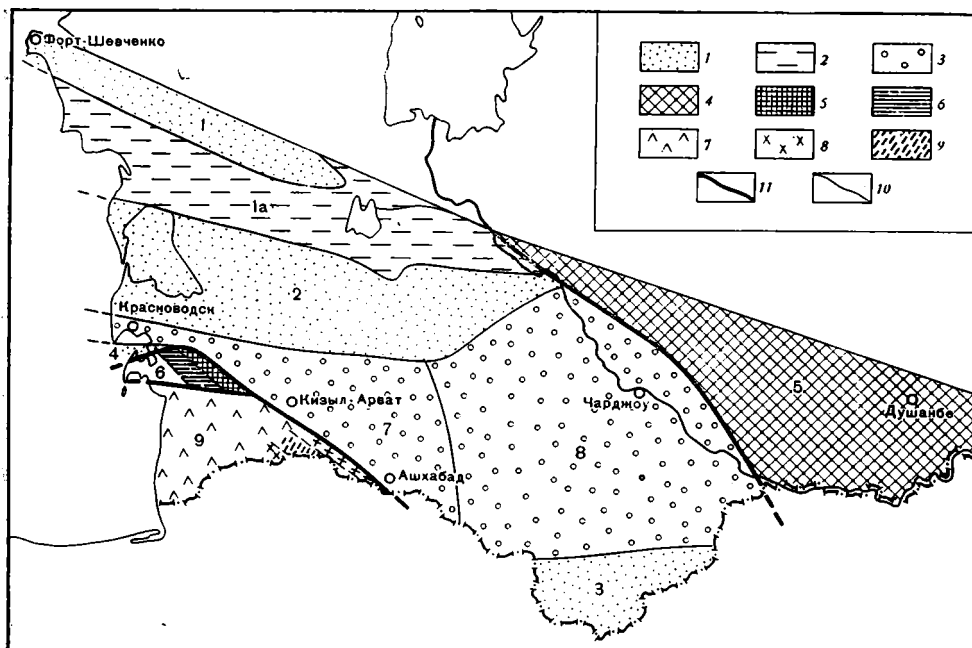 Форт-Шевченко
1
1а
2
Красноводск
4
6
Кизыл-Арват
7
9
Ашхабад
Чарджоу
8
5
Душанбе
3
1 2 3
4 5 6
7 8 9
11 10